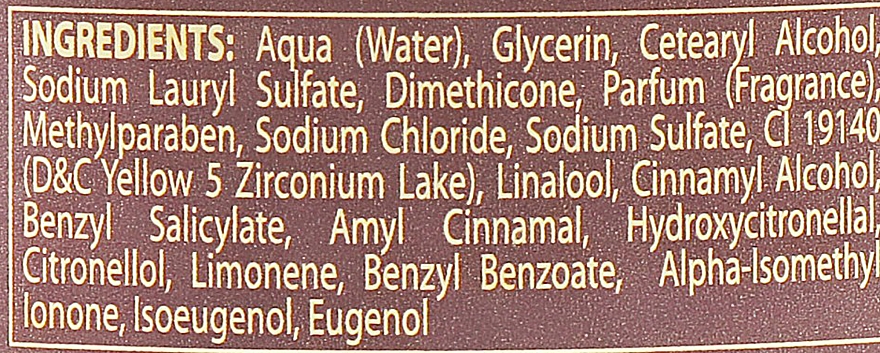 INGREDIENTS: Aqua (Water), Glycerin, Cetearyl Alcohol,
Sodium Lauryl Sulfate, Dimethicone, Parfum (Fragrance),
Methylparaben, Sodium Chloride, Sodium Sulfate, CI 19140
(D&C Yellow 5 Zirconium Lake), Linalool, Cinnamyl Alcohol,
Benzyl Salicylate, Amyl Cinnamal, Hydroxycitronellal,
Citronellol, Limonene, Benzyl Benzoate, Alpha-Isomethyl
Ionone, Isoeugenol, Eugenol